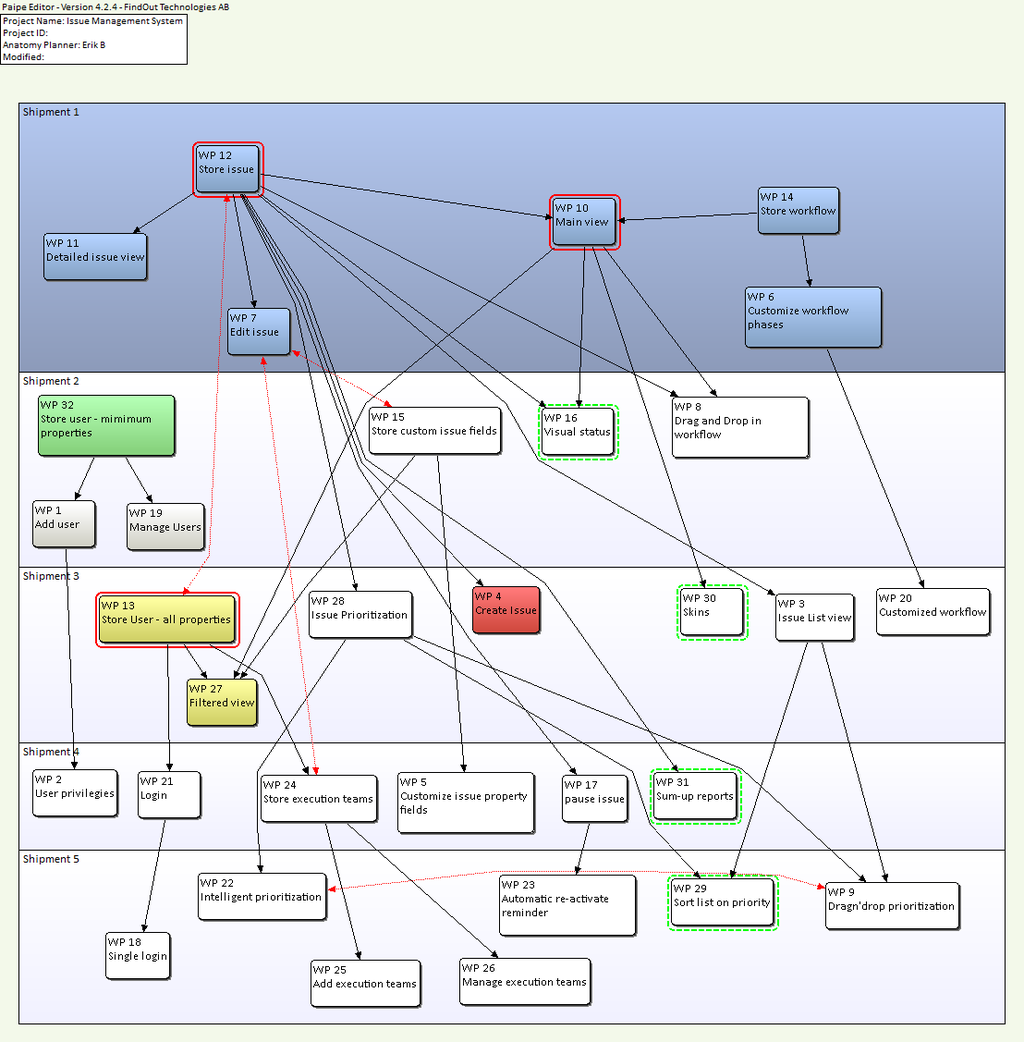 Paipe Editor - Version 4.2.4 - FindOut Technologies AB
Project Name: Issue Management System
Project ID:
Anatomy Planner: Erik B
Modified:
Shipment 1
WP 12
Store issue
WP 10
Main view
WP 14
Store workflow
WP 11
Detailed issue view
WP 6
Customize workflow
phases
WP 7
Edit issue
Shipment 2
WP 32
Store user - mimimum
properties
WP 15
Store custom issue fields
WP 16
Visual status
WP 8
Drag and Drop in
workflow
WP 1
Add user
WP 19
Manage Users
Shipment 3
WP 13
Store User - all properties
WP 28
Issue Prioritization
WP 4
Create Issue
WP 30
Skins
WP 3
Issue List view
WP 20
Customized workflow
WP 27
Filtered view
Shipment 4
WP 2
User privilegies
WP 21
Login
WP 24
Store execution teams
WP 5
Customize issue property
fields
WP 17
pause issue
WP 31
Sum-up reports
Shipment 5
WP 22
Intelligent prioritization
WP 23
Automatic re-activate
reminder
WP 29
Sort list on priority
WP 9
Dragn'drop prioritization
WP 18
Single login
WP 25
Add execution teams
WP 26
Manage execution teams